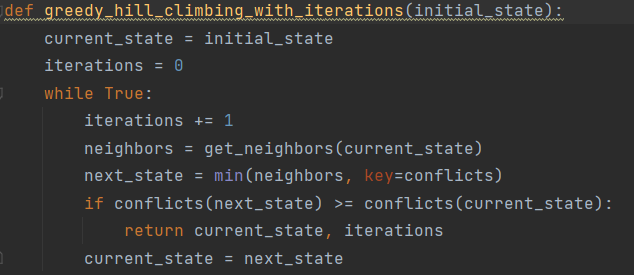 def greedy_hill_climbing_with_iterations(initial_state):
    current_state = initial_state
    iterations = 0
    while True:
        iterations += 1
        neighbors = get_neighbors(current_state)
        next_state = min(neighbors, key=conflicts)
        if conflicts(next_state) >= conflicts(current_state):
            return current_state, iterations
        current_state = next_state